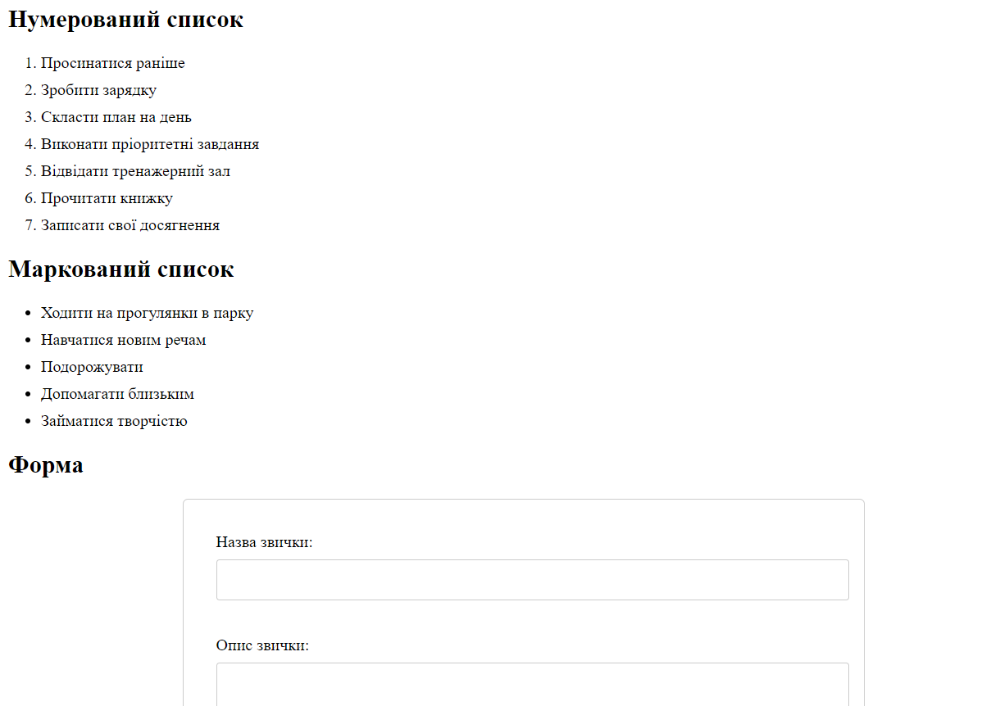 Нумерований список
1. Просинатися раніше
2. Зробити зарядку
3. Скласти план на день
4. Виконати пріоритетні завдання
5. Відвідати тренажерний зал
6. Прочитати книжку
7. Записати свої досягнення
Маркований список
• Ходити на прогулянки в парку
• Навчатися новим речам
• Подорожувати
• Допомагати близьким
• Займатися творчістю
Форма
Назва звички:
Опис звички: